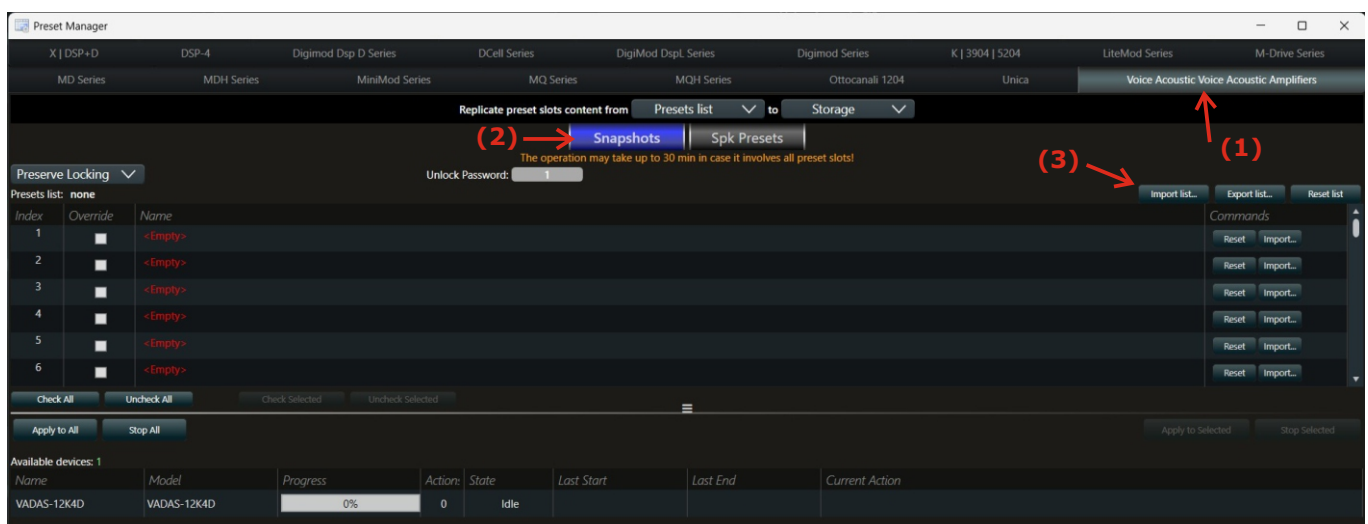 Preset Manager
X | DSP+D DSP-4 Digimod Dsp D Series DCell Series DigiMod DspL Series Digimod Series K | 3904 | 5204 LiteMod Series M-Drive Series
MD Series MDH Series MiniMod Series MQ Series MQH Series Ottocanali 1204 Unica Voice Acoustic Voice Acoustic Amplifiers
Replicate preset slots content from Presets list to Storage
(2) Snapshots Spk Presets (1)
The operation may take up to 30 min in case it involves all preset slots!
(3)
Preserve Locking Unlock Password: 1
Presets list: none Import list... Export list... Reset list
Index Override Name Commands
1 <Empty> Reset Import...
2 <Empty> Reset Import...
3 <Empty> Reset Import...
4 <Empty> Reset Import...
5 <Empty> Reset Import...
6 <Empty> Reset Import...
Check All Uncheck All Check Selected Uncheck Selected
Apply to All Stop All Apply to Selected Stop Selected
Available devices: 1
Name Model Progress Action: State Last Start Last End Current Action
VADAS-12K4D VADAS-12K4D 0% 0 Idle